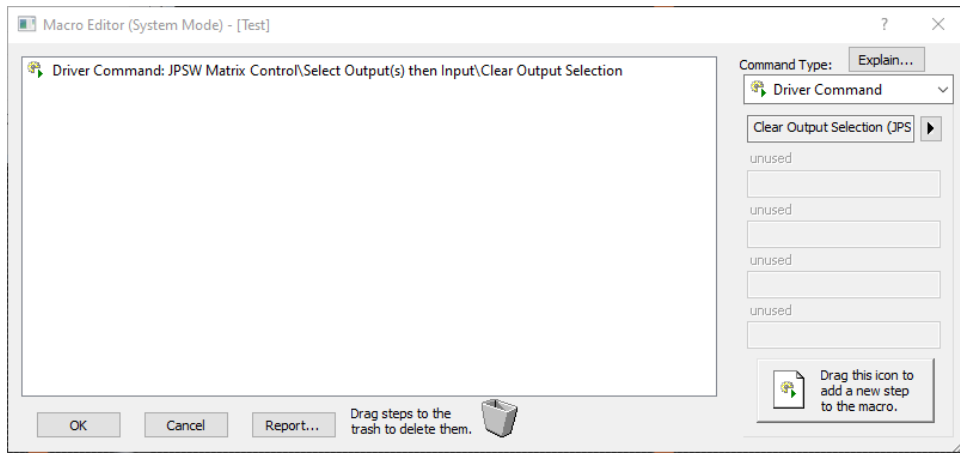 Macro Editor (System Mode) - [Test]
?
Driver Command: JPSW Matrix Control\Select Output(s) then Input\Clear Output Selection
Command Type:
Explain...
Driver Command
Clear Output Selection (JPS
unused
unused
unused
unused
Drag this icon to
add a new step
to the macro.
OK
Cancel
Report...
Drag steps to the
trash to delete them.